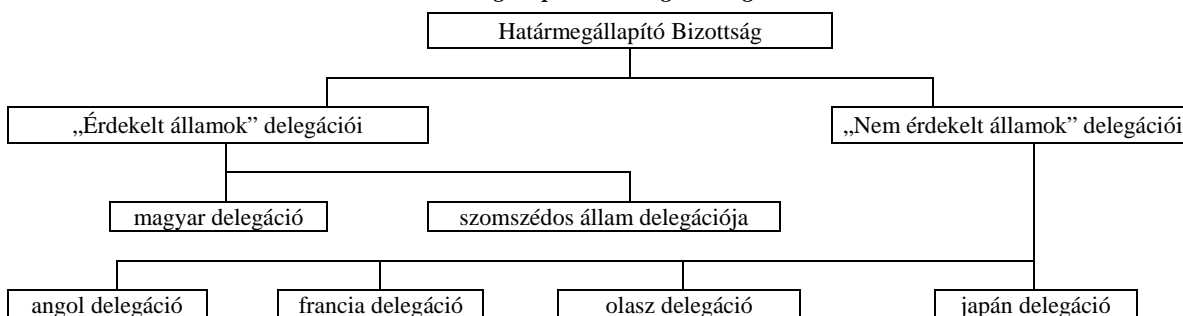 Határmegállapító Bizottság
„Érdekelt államok” delegációi
„Nem érdekelt államok” delegációi
magyar delegáció
szomszédos állam delegációja
angol delegáció
francia delegáció
olasz delegáció
japán delegáció